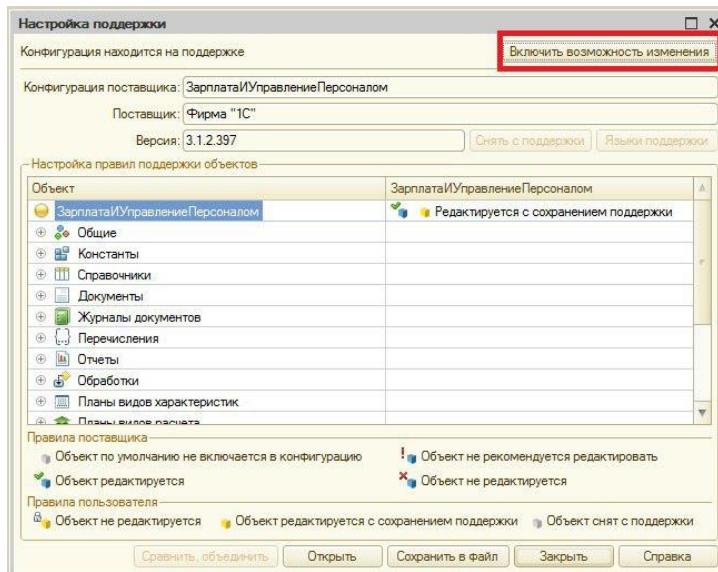 Настройка поддержки
Конфигурация находится на поддержке
Включить возможность изменения
Конфигурация поставщика: ЗарплатаИУправлениеПерсоналом
Поставщик: Фирма "1С"
Версия: 3.1.2.397 Снять с поддержки Языки поддержки
Настройка правил поддержки объектов
Объект ЗарплатаИУправлениеПерсоналом
ЗарплатаИУправлениеПерсоналом Редактируется с сохранением поддержки
Общие
Константы
Справочники
Документы
Журналы документов
Перечисления
Отчеты
Обработки
Планы видов характеристик
Планы видов расчета
Правила поставщика
Объект по умолчанию не включается в конфигурацию Объект не рекомендуется редактировать
Объект редактируется Объект не редактируется
Правила пользователя
Объект не редактируется Объект редактируется с сохранением поддержки Объект снят с поддержки
Сравнить, объединить Открыть Сохранить в файл Закрыть Справка